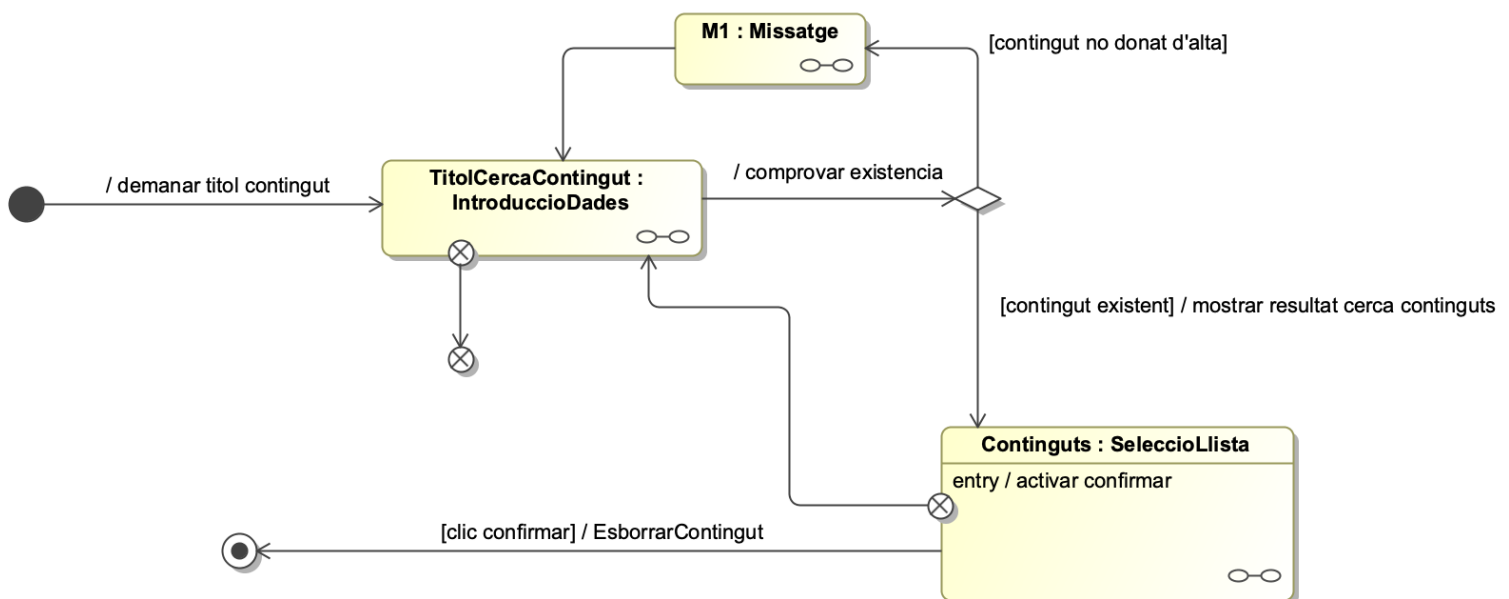 M1 : Missatge
[contingut no donat d'alta]
/ demanar titol contingut
TitolCercaContingut :
IntroduccioDades
/ comprovar existencia
[contingut existent] / mostrar resultat cerca continguts
Continguts : SeleccioLlista
entry / activar confirmar
[clic confirmar] / EsborrarContingut